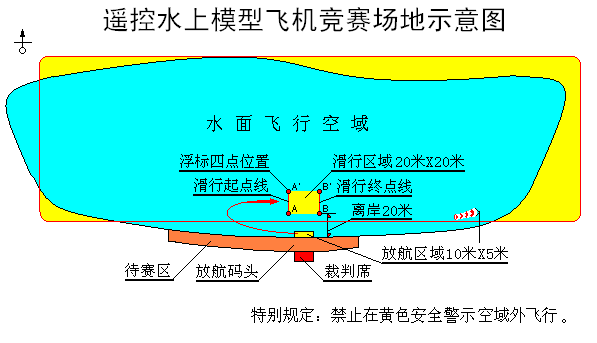 遥控水上模型飞机竞赛场地示意图
水面飞行空域
浮标四点位置 A' B' 滑行区域20米X20米
滑行起点线 A B 滑行终点线
离岸20米
待赛区 放航码头 裁判席 放航区域10米X5米
特别规定：禁止在黄色安全警示空域外飞行。